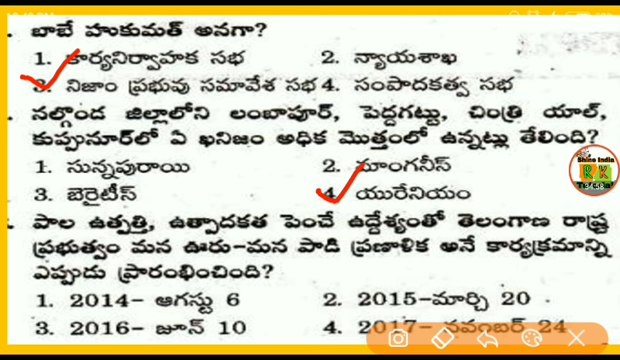 బాబే హుకుమత్ అనగా?
1. కార్యనిర్వాహక సభ 2. న్యాయశాఖ
3. నిజాం ప్రభువు సమావేశ సభ 4. సంపాదకత్వ సభ
నల్గొండ జిల్లాలోని లంబాపూర్, పెద్దగట్టు, చింత్రి యాల్,
కుప్పునూర్‌లో ఏ ఖనిజం అధిక మొత్తంలో ఉన్నట్లు తేలింది?
1. సున్నపురాయి 2. మాంగనీస్
3. బెరైటీస్ 4. యురేనియం
పాల ఉత్పత్తి, ఉత్పాదకత పెంచే ఉద్దేశ్యంతో తెలంగాణ రాష్ట్ర
ప్రభుత్వం మన ఊరు-మన పాడి ప్రణాళిక అనే కార్యక్రమాన్ని
ఎప్పుడు ప్రారంభించింది?
1. 2014- ఆగస్టు 6 2. 2015-మార్చి 20
3. 2016- జూన్ 10 4. 2017- నవంబర్ 24
Shine India
R K